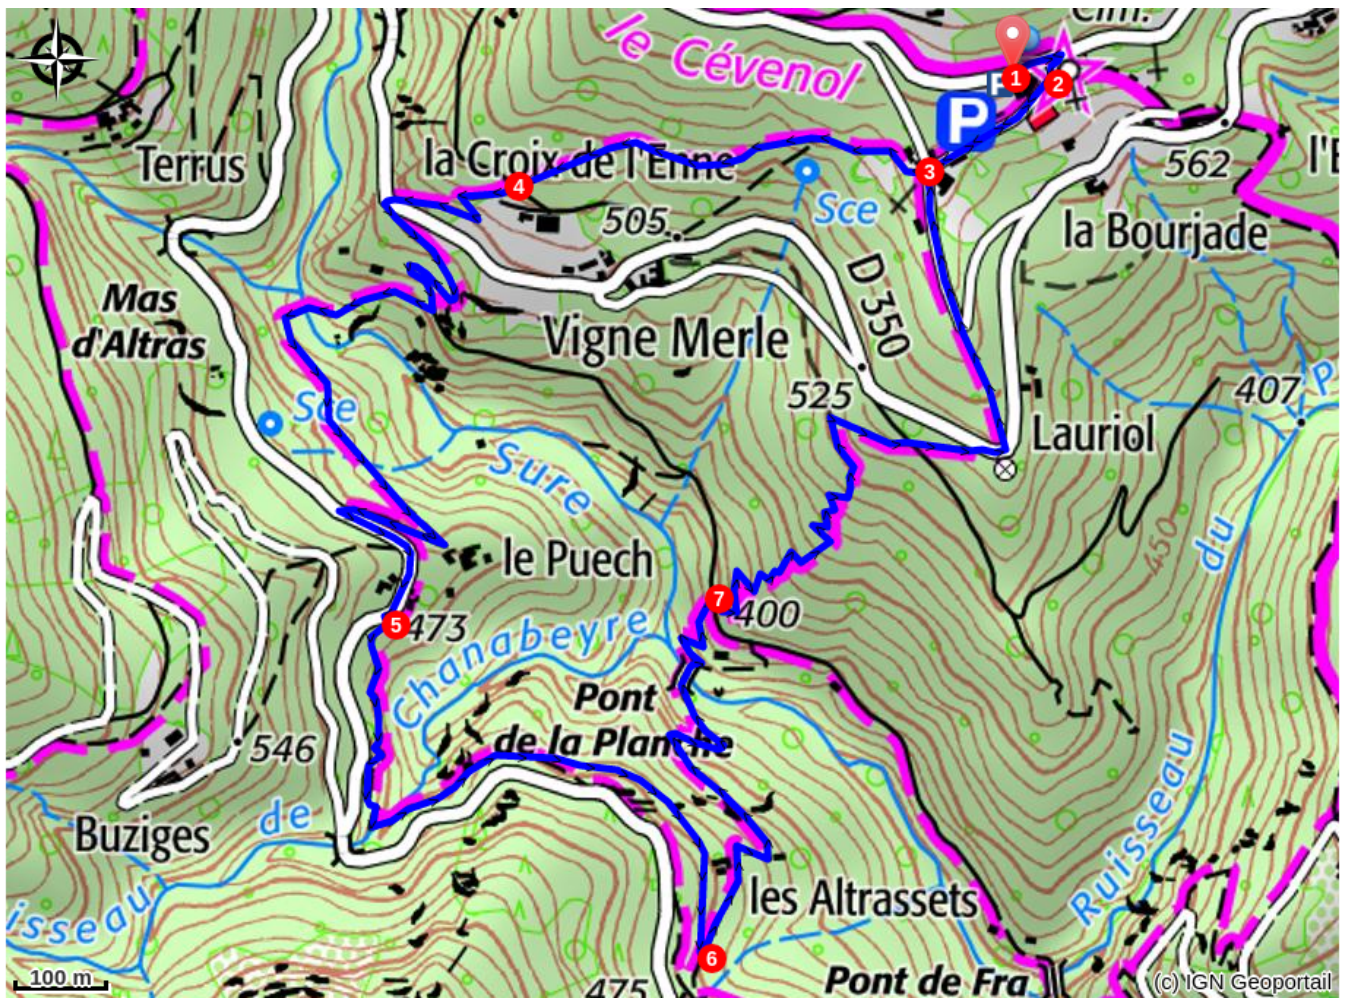 Cim.
le Cévenol
1
P
2
P
Terrus
la Croix de l'Enne
3
562
4
505
Sce
la Bourjade
Mas
d'Altras
D 350
Vigne Merle
525
407
Sce
Lauriol
Sure
450
du
le Puech
7
400
5
473
Chanabeyre
Pont
de la Planche
546
de
Buziges
Ruisseau
les Altrassets
isseau
6
475
Pont de Fra
100 m
(c) IGN Geoportail